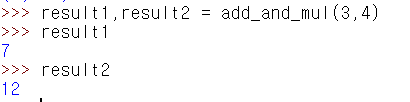 >>> result1,result2 = add_and_mul(3,4)
>>> result1
7
>>> result2
12